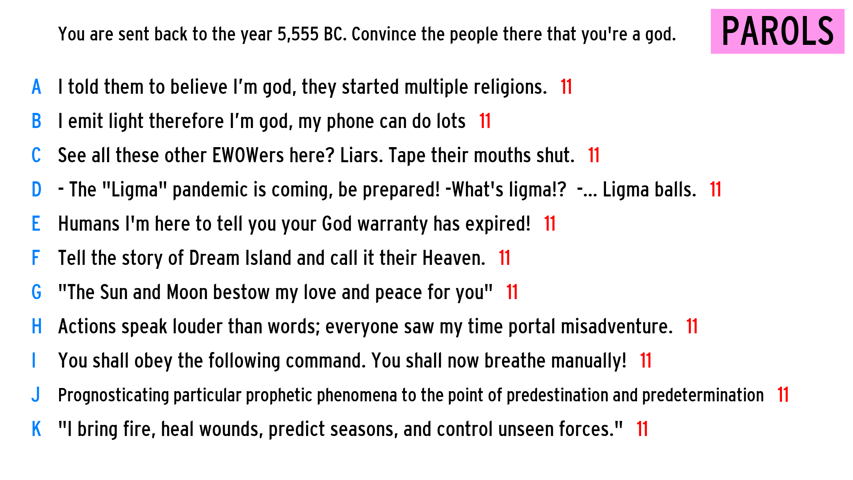 You are sent back to the year 5,555 BC. Convince the people there that you're a god.
PAROLS
A I told them to believe I'm god, they started multiple religions. 11
B I emit light therefore I'm god, my phone can do lots 11
C See all these other EWOWers here? Liars. Tape their mouths shut. 11
D - The "Ligma" pandemic is coming, be prepared! -What's ligma!? -... Ligma balls. 11
E Humans I'm here to tell you your God warranty has expired! 11
F Tell the story of Dream Island and call it their Heaven. 11
G "The Sun and Moon bestow my love and peace for you" 11
H Actions speak louder than words; everyone saw my time portal misadventure. 11
I You shall obey the following command. You shall now breathe manually! 11
J Prognosticating particular prophetic phenomena to the point of predestination and predetermination 11
K "I bring fire, heal wounds, predict seasons, and control unseen forces." 11